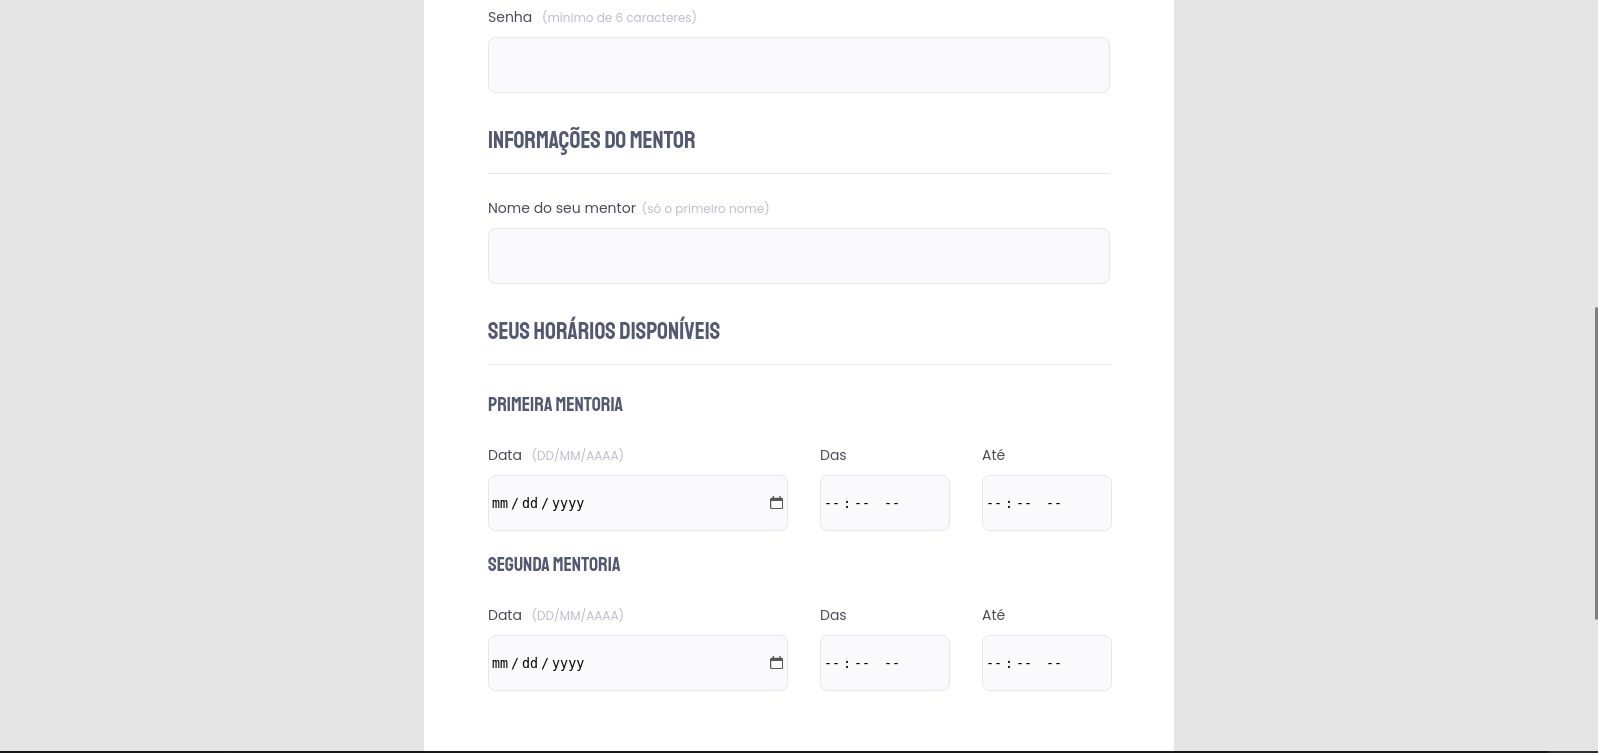 Senha (minimo de 6 caracteres)
INFORMAÇÕES DO MENTOR
Nome do seu mentor (só o primeiro nome)
SEUS HORÁRIOS DISPONÍVEIS
PRIMEIRA MENTORIA
Data (DD/MM/AAAA) Das Até
mm/dd/yyyy --:-- -- --:-- --
SEGUNDA MENTORIA
Data (DD/MM/AAAA) Das Até
mm/dd/yyyy --:-- -- --:-- --